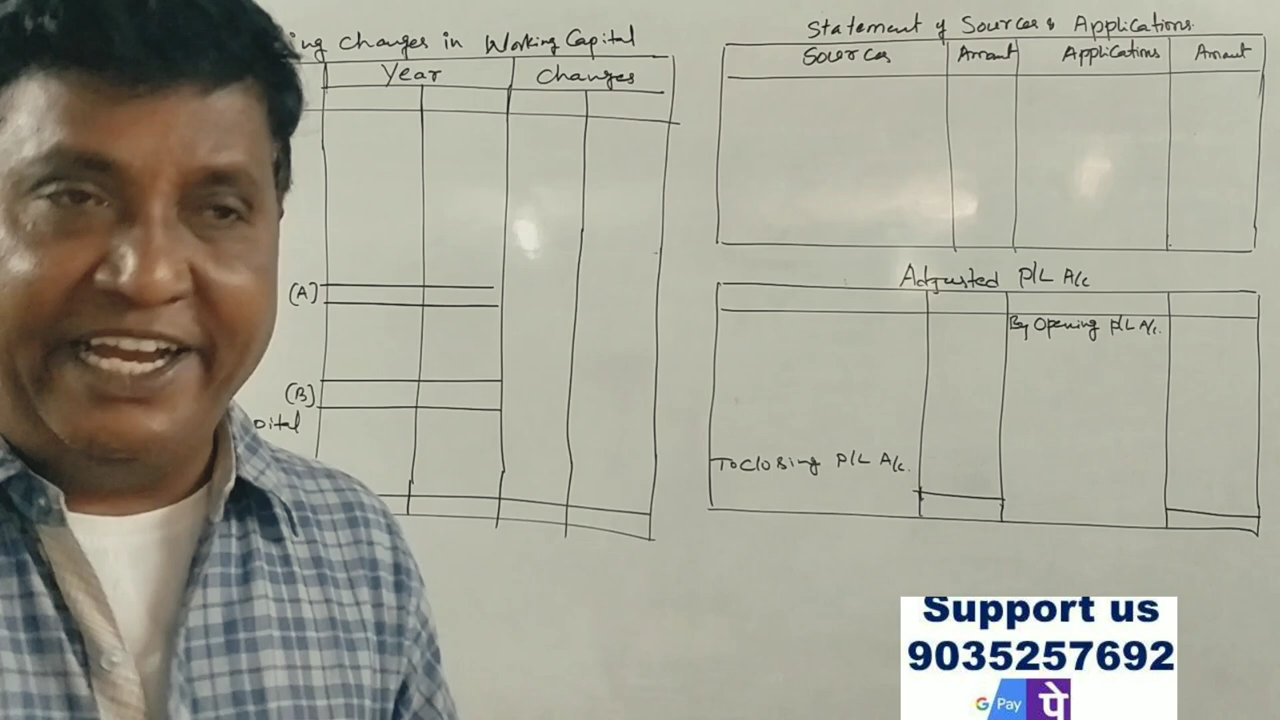 ing Changes in Working Capital
Year Changes
(A)
(B)
pital
Statement of Sources & Applications.
Sources Amount Applications Amount
Adjusted P/L A/c
By Opening P/L A/c.
To closing P/L A/c.
Support us
9035257692
G Pay पे